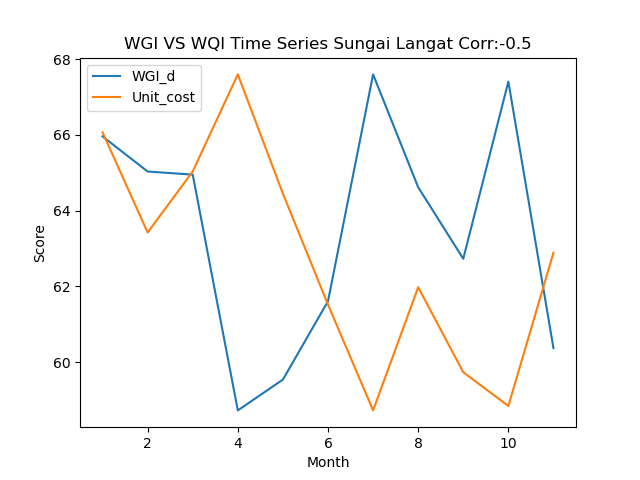 WGI VS WQI Time Series Sungai Langat Corr:-0.5
WGI_d
Unit_cost
68
66
64
62
60
Score
2 4 6 8 10
Month